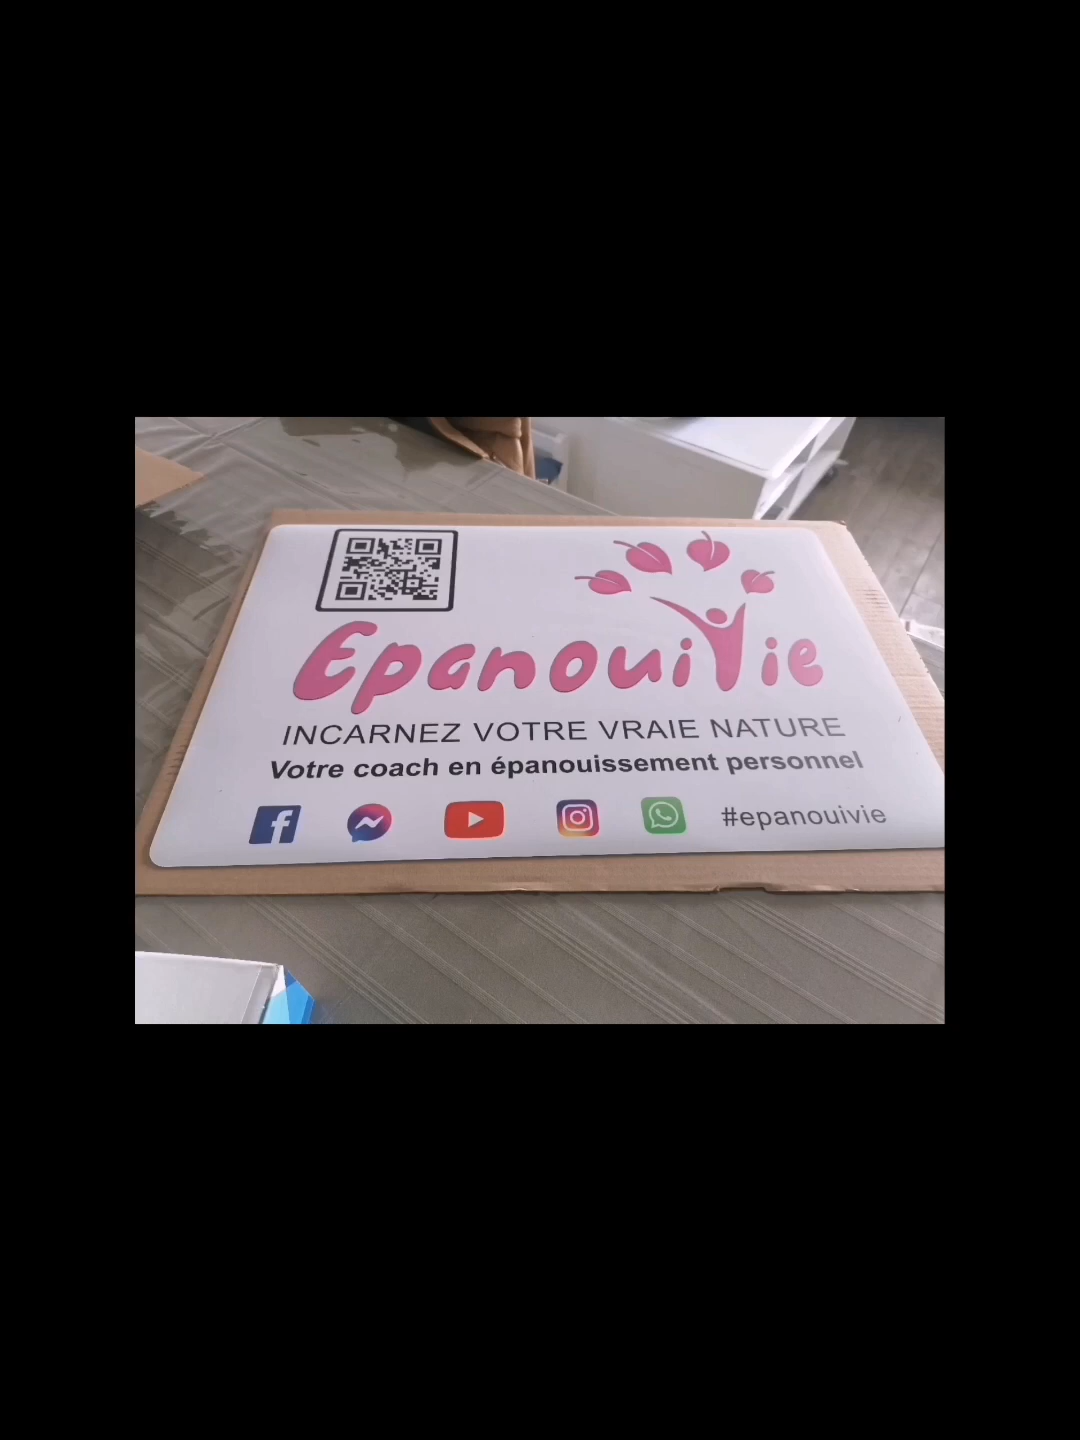 EpanouiVie
INCARNEZ VOTRE VRAIE NATURE
Votre coach en épanouissement personnel
#epanouivie